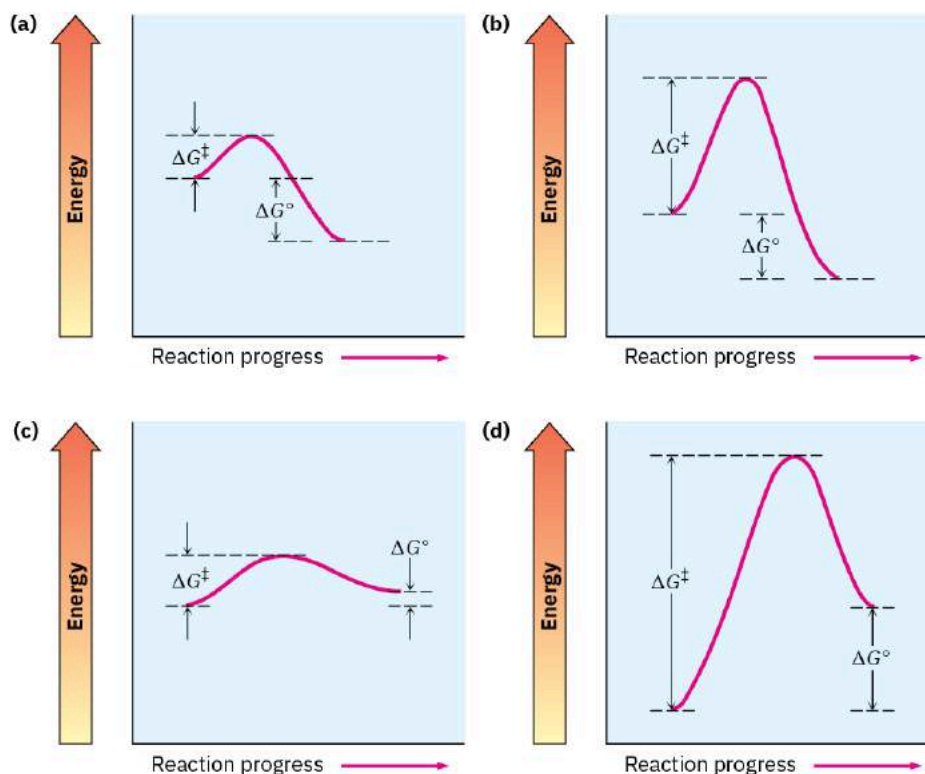 (a)
Energy
ΔG‡
ΔG°
Reaction progress
(b)
Energy
ΔG‡
ΔG°
Reaction progress
(c)
Energy
ΔG‡
ΔG°
Reaction progress
(d)
Energy
ΔG‡
ΔG°
Reaction progress